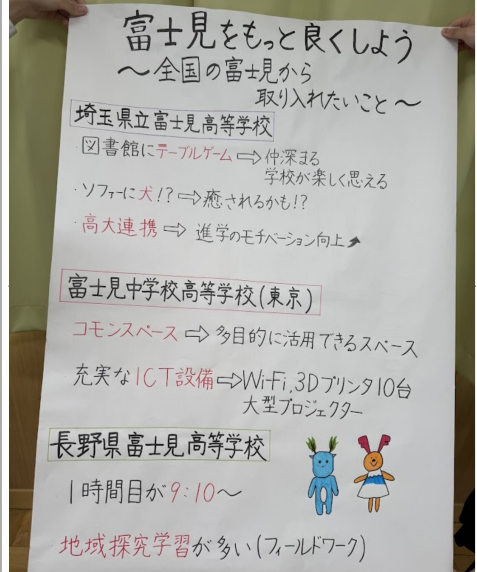 富士見をもっと良くしよう
～全国の富士見から
取り入れたいこと～
埼玉県立富士見高等学校
・図書館にテーブルゲーム⇨仲深まる
学校が楽しく思える
・ソファーに犬!?⇨癒されるかも!?
・高大連携⇨進学のモチベーション向上
富士見中学校高等学校(東京)
コモンスペース⇨多目的に活用できるスペース
充実なICT設備⇨Wi-Fi,3Dプリンタ10台
大型プロジェクター
長野県富士見高等学校
1時間目が9:10～
地域探究学習が多い(フィールドワーク)